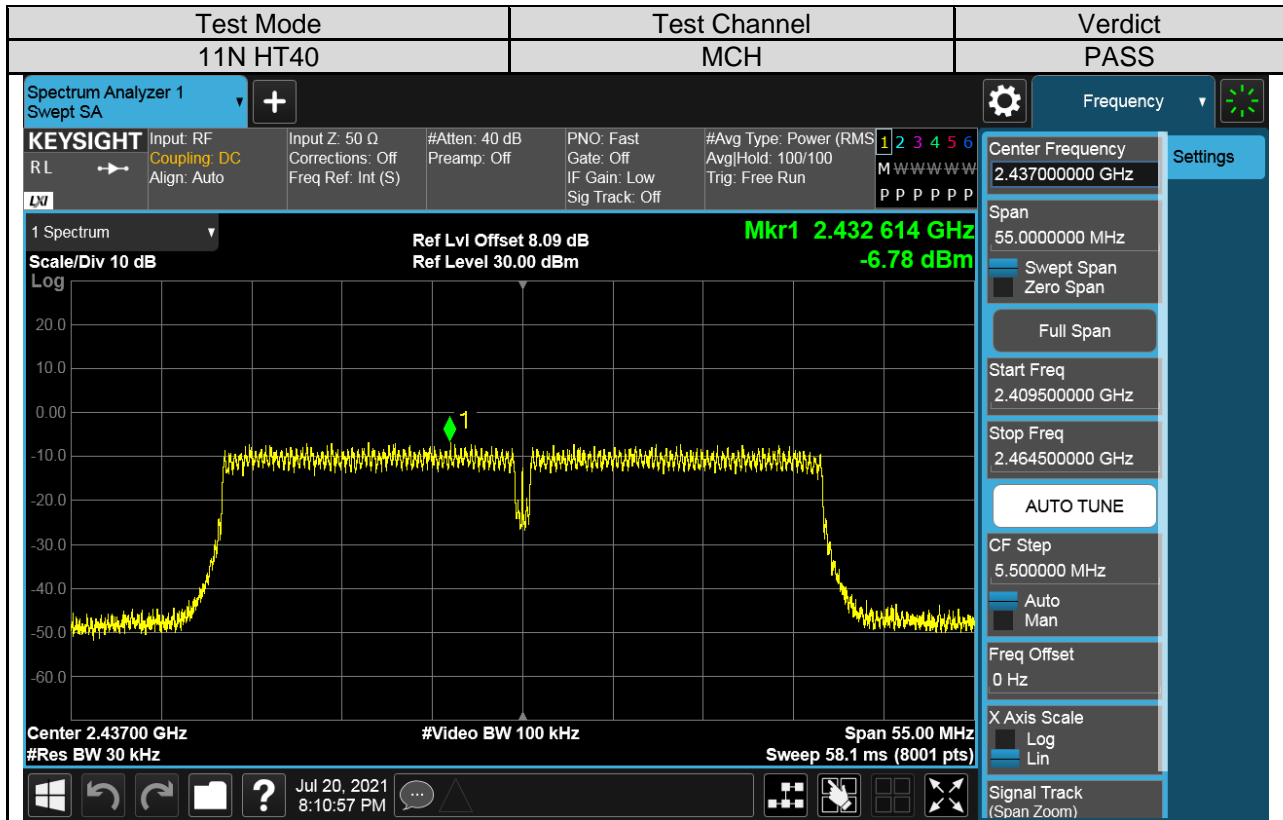 Test Mode Test Channel Verdict
11N HT40 MCH PASS
Spectrum Analyzer 1
Swept SA
+
Frequency
KEYSIGHT
RL
LXI
Input: RF
Coupling: DC
Align: Auto
Input Z: 50 Ω
Corrections: Off
Freq Ref: Int (S)
#Atten: 40 dB
Preamp: Off
PNO: Fast
Gate: Off
IF Gain: Low
Sig Track: Off
#Avg Type: Power (RMS
Avg|Hold: 100/100
Trig: Free Run
1 2 3 4 5 6
M W W W W W
P P P P P P
1 Spectrum
Scale/Div 10 dB
Ref Lvl Offset 8.09 dB
Ref Level 30.00 dBm
Mkr1 2.432 614 GHz
-6.78 dBm
Log
20.0
10.0
0.00
-10.0
-20.0
-30.0
-40.0
-50.0
-60.0
1
Center 2.43700 GHz
#Res BW 30 kHz
#Video BW 100 kHz
Span 55.00 MHz
Sweep 58.1 ms (8001 pts)
Center Frequency
2.437000000 GHz
Settings
Span
55.0000000 MHz
Swept Span
Zero Span
Full Span
Start Freq
2.409500000 GHz
Stop Freq
2.464500000 GHz
AUTO TUNE
CF Step
5.500000 MHz
Auto
Man
Freq Offset
0 Hz
X Axis Scale
Log
Lin
Signal Track
(Span Zoom)
?
Jul 20, 2021
8:10:57 PM